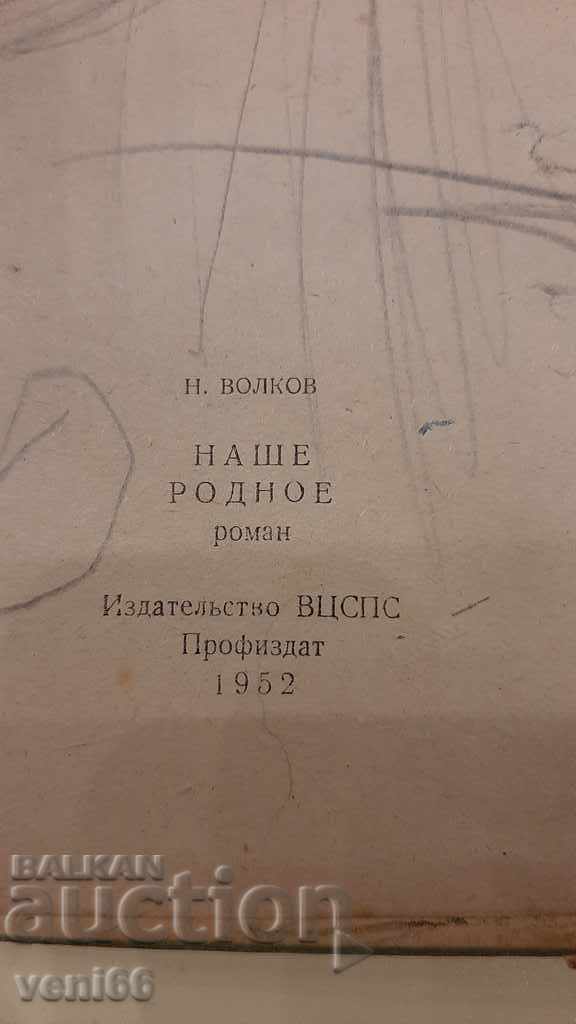 Н. ВОЛКОВ
НАШЕ
РОДНОЕ
роман
Издательство ВЦСПС
Профиздат
1952
BALKAN
auction
veni66